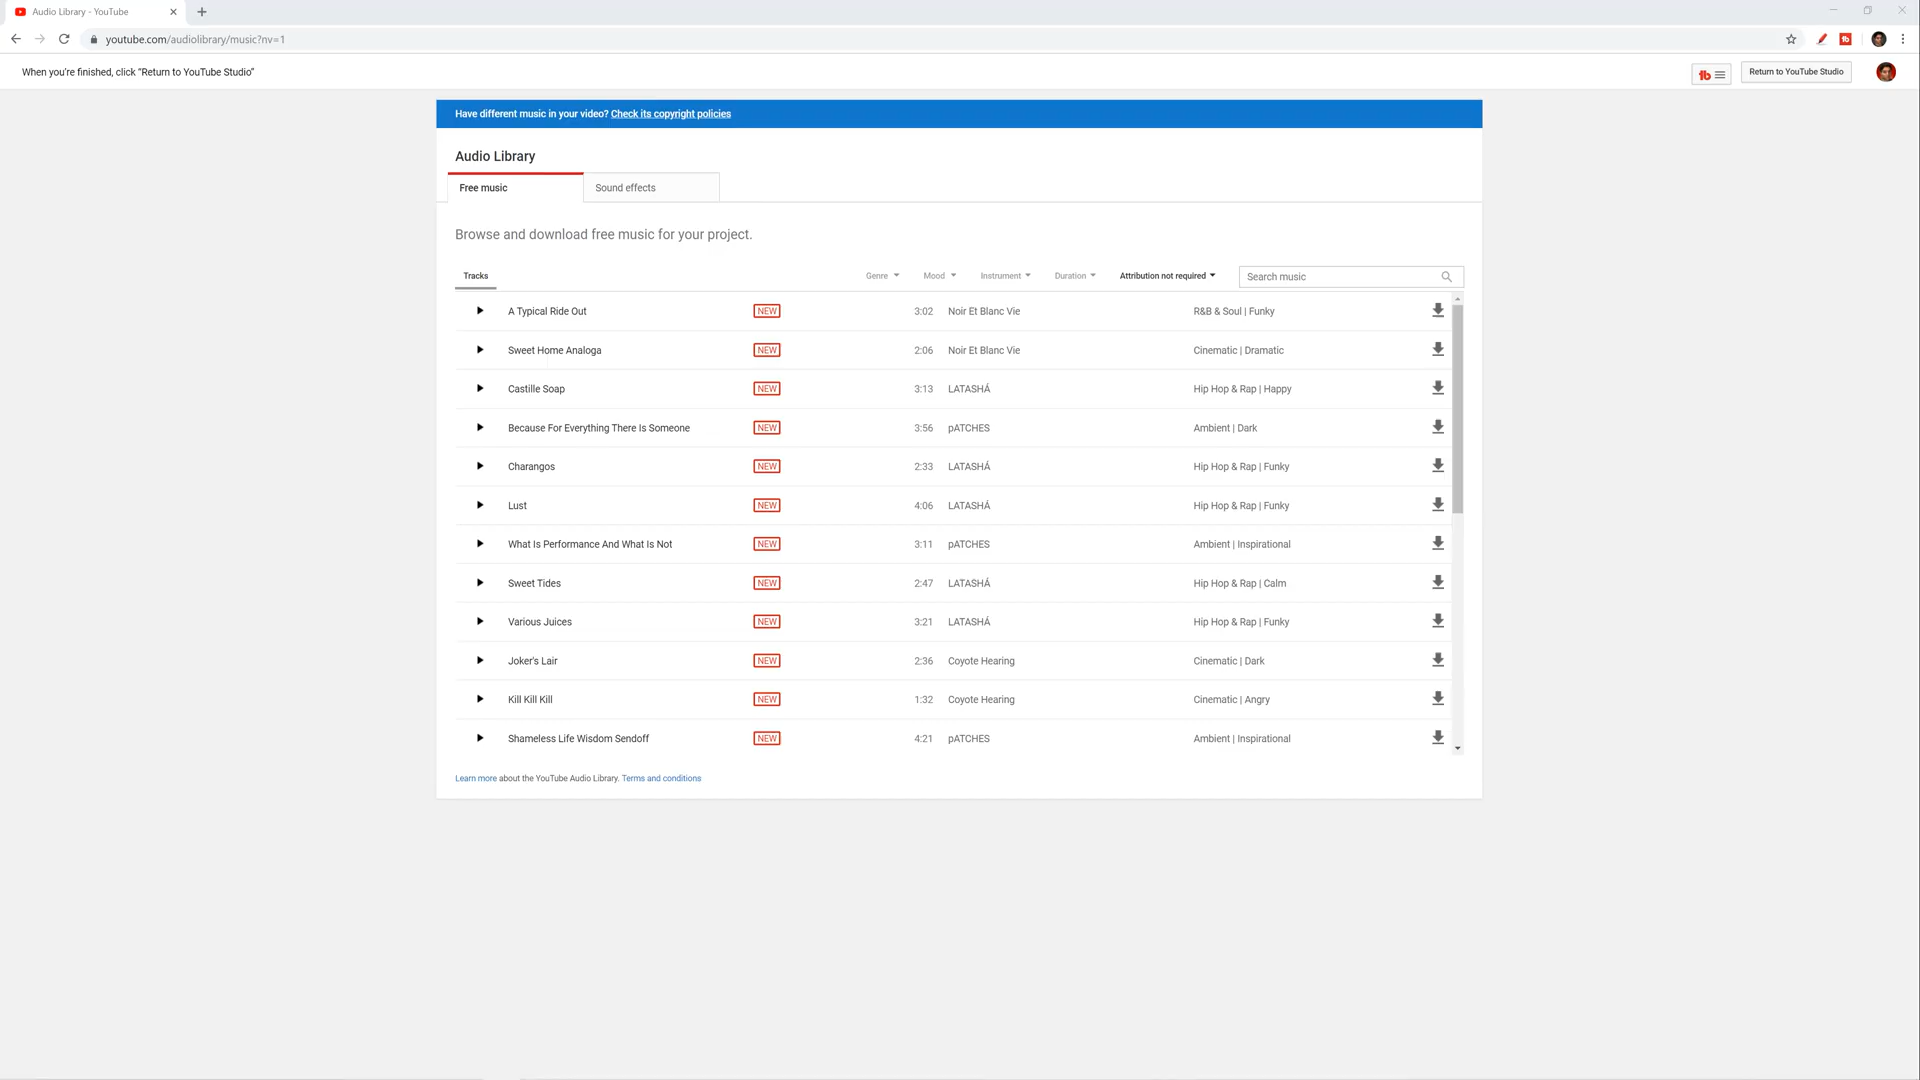 Audio Library - YouTube
youtube.com/audiolibrary/music?nv=1
When you're finished, click “Return to YouTube Studio”
Return to YouTube Studio
Have different music in your video? Check its copyright policies
Audio Library
Free music Sound effects
Browse and download free music for your project.
Tracks Genre Mood Instrument Duration Attribution not required Search music
A Typical Ride Out NEW 3:02 Noir Et Blanc Vie R&B & Soul | Funky
Sweet Home Analoga NEW 2:06 Noir Et Blanc Vie Cinematic | Dramatic
Castille Soap NEW 3:13 LATASHÁ Hip Hop & Rap | Happy
Because For Everything There Is Someone NEW 3:56 pATCHES Ambient | Dark
Charangos NEW 2:33 LATASHÁ Hip Hop & Rap | Funky
Lust NEW 4:06 LATASHÁ Hip Hop & Rap | Funky
What Is Performance And What Is Not NEW 3:11 pATCHES Ambient | Inspirational
Sweet Tides NEW 2:47 LATASHÁ Hip Hop & Rap | Calm
Various Juices NEW 3:21 LATASHÁ Hip Hop & Rap | Funky
Joker's Lair NEW 2:36 Coyote Hearing Cinematic | Dark
Kill Kill Kill NEW 1:32 Coyote Hearing Cinematic | Angry
Shameless Life Wisdom Sendoff NEW 4:21 pATCHES Ambient | Inspirational
Learn more about the YouTube Audio Library. Terms and conditions